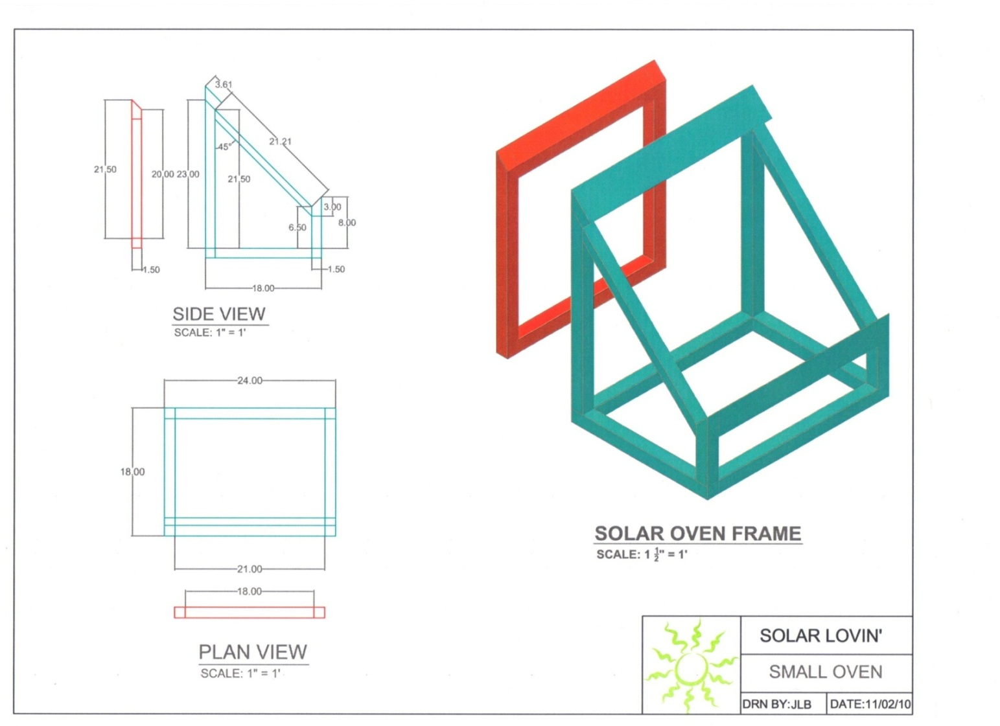 3.61
21.21
45°
21.50
20.00
23.00
21.50
3.00
8.00
6.50
1.50
1.50
18.00
SIDE VIEW
SCALE: 1" = 1'
24.00
18.00
21.00
18.00
PLAN VIEW
SCALE: 1" = 1'
SOLAR OVEN FRAME
SCALE: 1 1/2" = 1'
SOLAR LOVIN'
SMALL OVEN
DRN BY:JLB
DATE:11/02/10